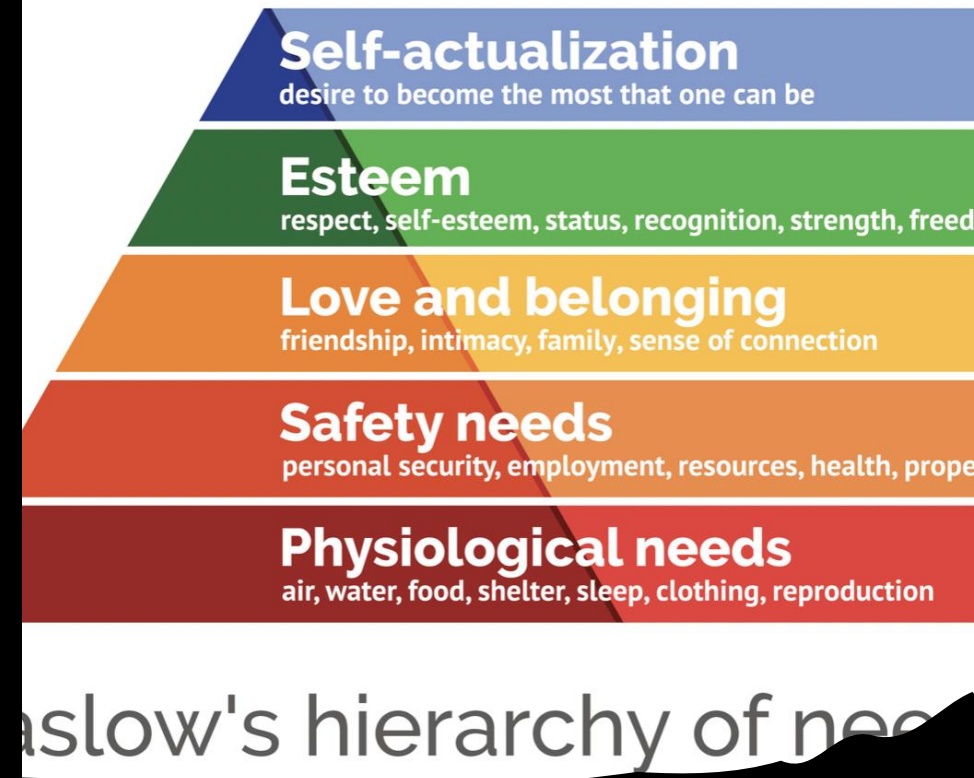 Self-actualization
desire to become the most that one can be
Esteem
respect, self-esteem, status, recognition, strength, freed
Love and belonging
friendship, intimacy, family, sense of connection
Safety needs
personal security, employment, resources, health, prope
Physiological needs
air, water, food, shelter, sleep, clothing, reproduction
aslow's hierarchy of nee